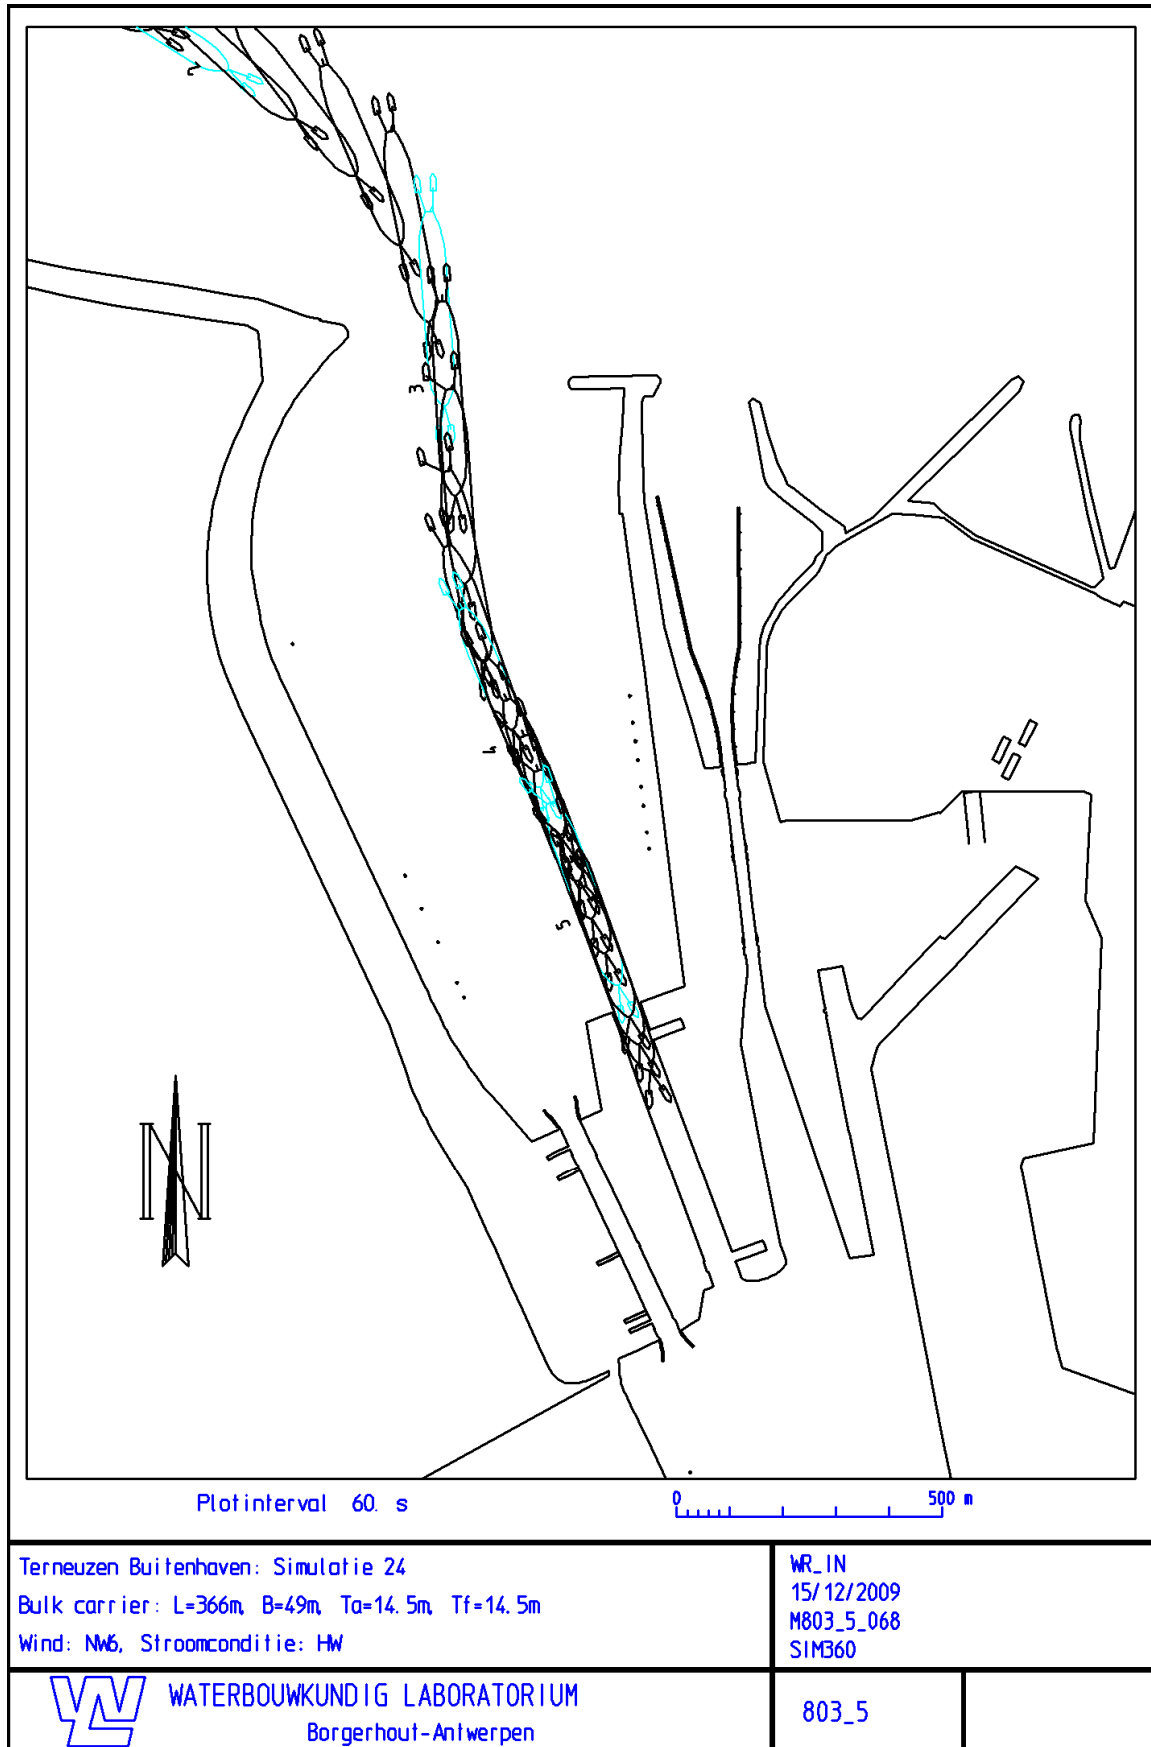 2
3
4
5
N
Plotinterval 60. s
0 500 m
Terneuzen Buitenhaven: Simulatie 24
Bulk carrier: L=366m, B=49m, Ta=14.5m, Tf=14.5m
Wind: NW6, Stroomconditie: HW
WR_IN
15/12/2009
M803_5_068
SIM360
WL
WATERBOUWKUNDIG LABORATORIUM
Borgerhout-Antwerpen
803_5